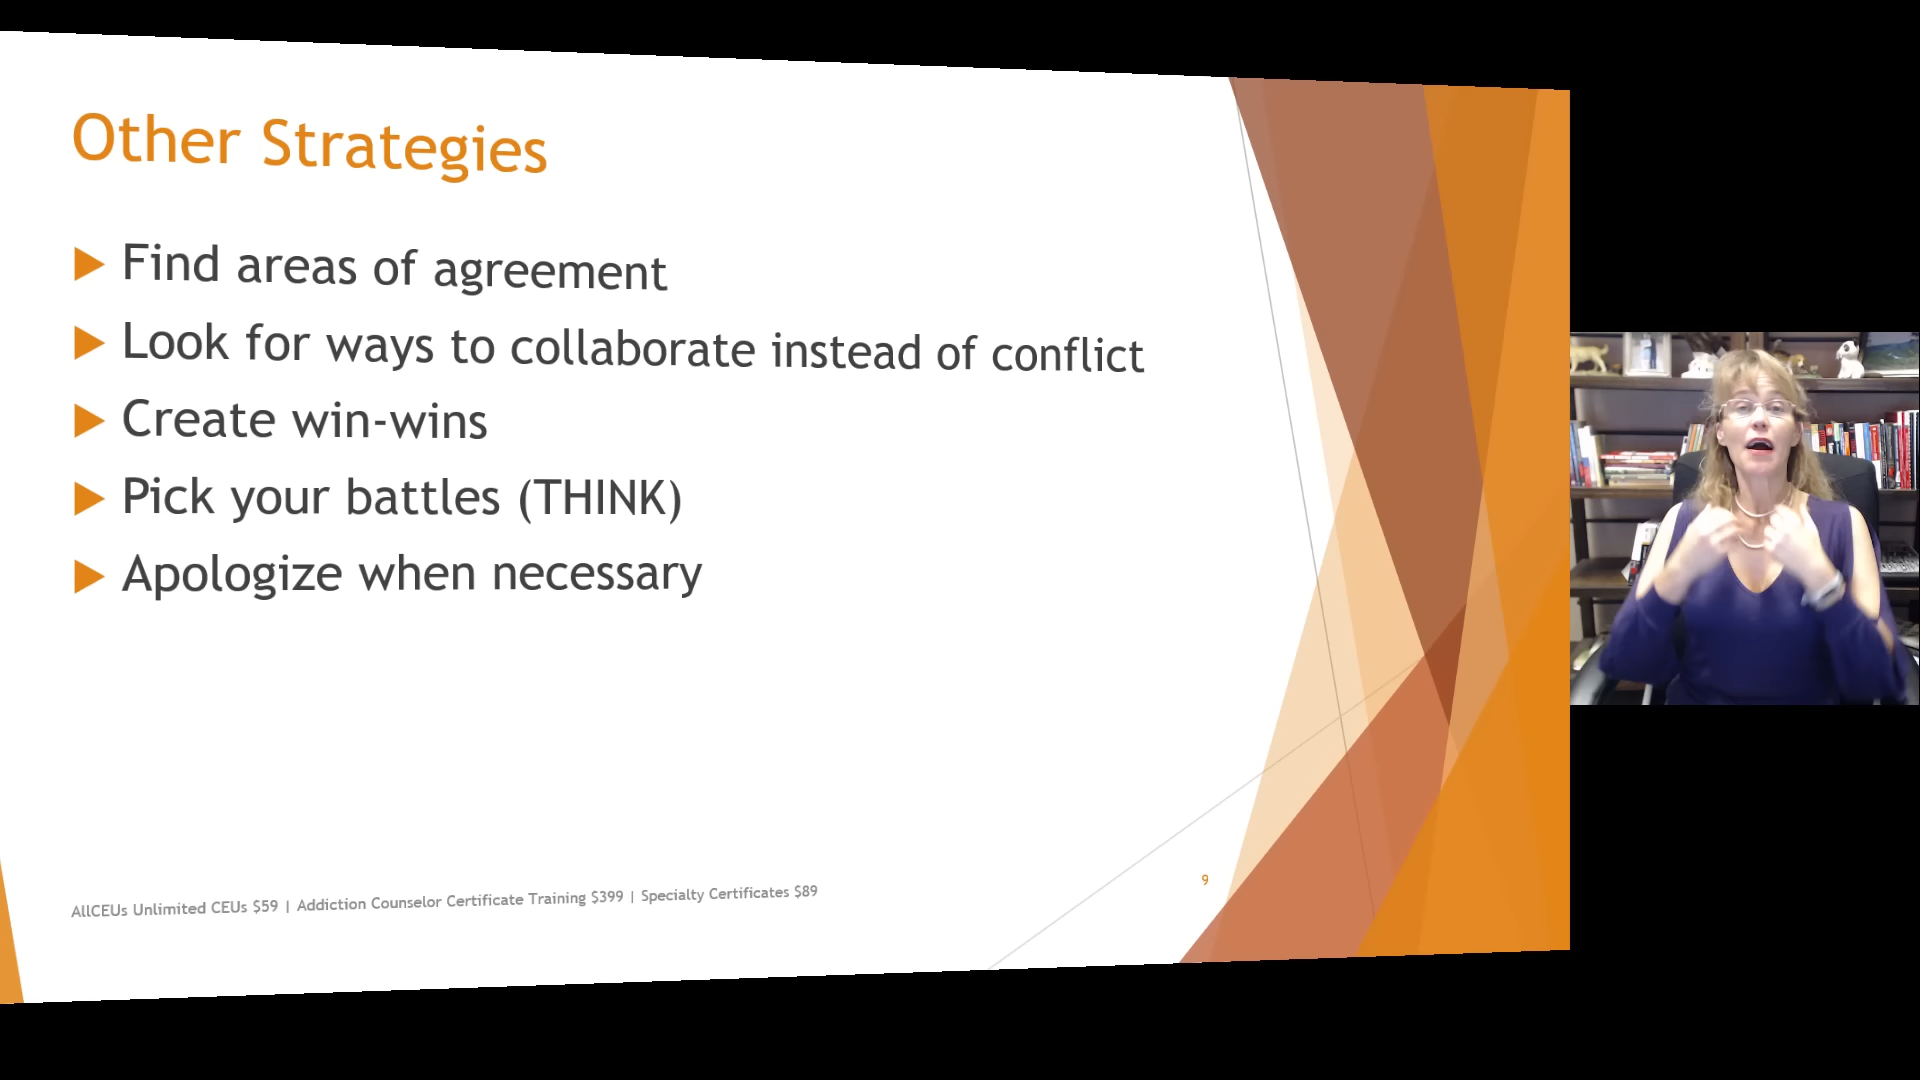 Other Strategies
Find areas of agreement
Look for ways to collaborate instead of conflict
Create win-wins
Pick your battles (THINK)
Apologize when necessary
AllCEUs Unlimited CEUs $59 | Addiction Counselor Certificate Training $399 | Specialty Certificates $89
9